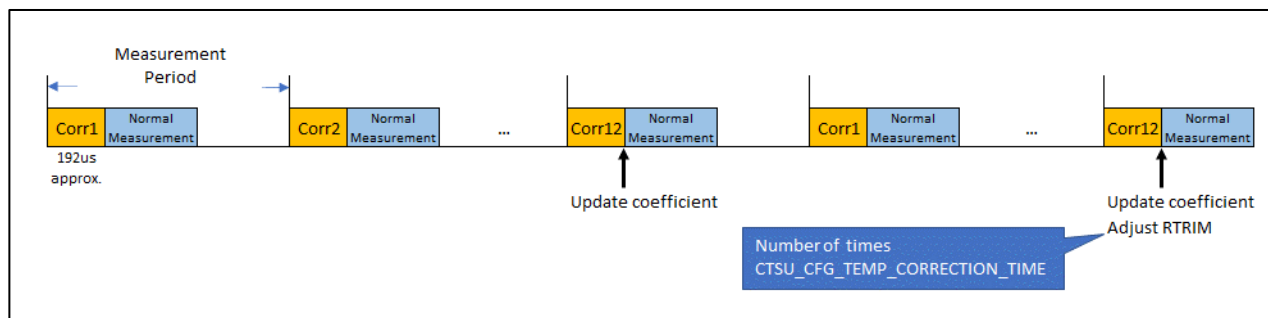 Measurement
Period
Corr1
Normal
Measurement
Corr2
Normal
Measurement
...
Corr12
Normal
Measurement
Corr1
Normal
Measurement
...
Corr12
Normal
Measurement
192us
approx.
Update coefficient
Update coefficient
Adjust RTRIM
Number of times
CTSU_CFG_TEMP_CORRECTION_TIME